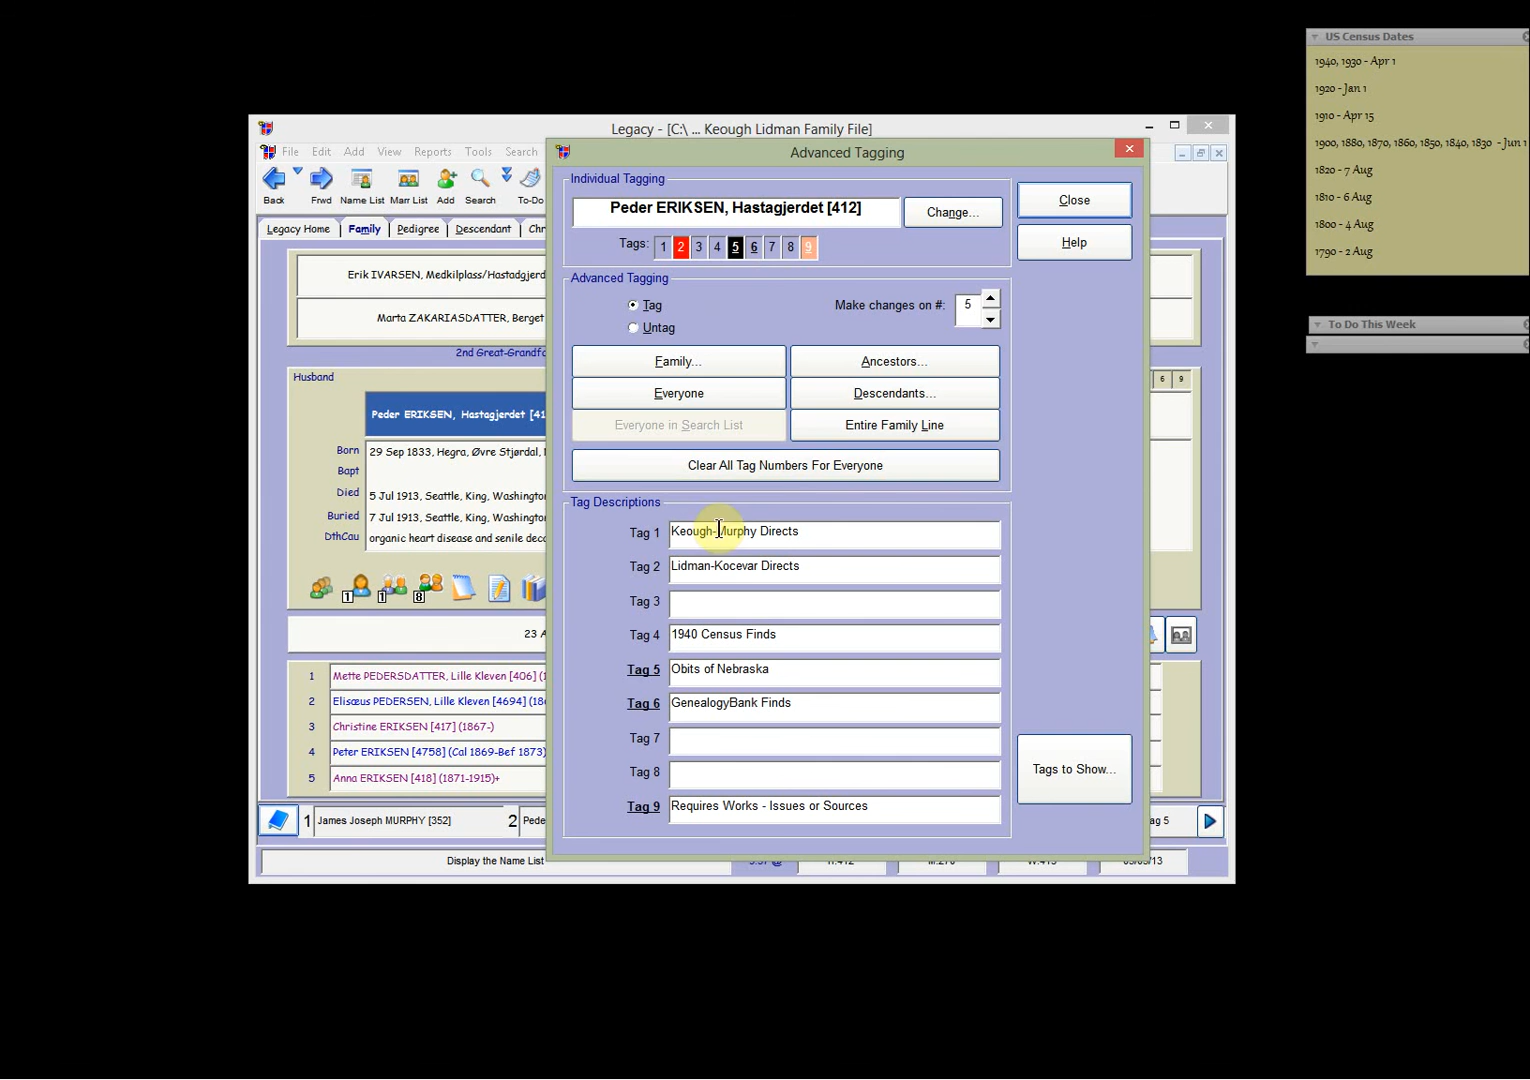 Legacy - [C:\ ... Keough Lidman Family File]
File Edit Add View Reports Tools Search
Back Frwd Name List Marr List Add Search To-Do
Legacy Home Family Pedigree Descendant
Erik IVARSEN, Medkilplass/Hastadgjerd
Marta ZAKARIASDATTER, Berget
2nd
Husband
6 9
Peder ERIKSEN, Hastagjerdet [41
Born 29 Sep 1833, Hegra, Øvre Stjørdal,
Bapt
Died 5 Jul 1913, Seattle, King, Washington
Buried 7 Jul 1913, Seattle, King, Washington
DthCau organic heart disease and senile
1 1 8
23
1 Mette PEDERSDATTER, Lille Kleven [406]
2 Elisæus PEDERSEN, Lille Kleven [4694]
3 Christine ERIKSEN [417] (1867-)
4 Peter ERIKSEN [4758] (Cal 1869-Bef 1873)
5 Anna ERIKSEN [418] (1871-1915)+
1 James Joseph MURPHY [352] 2 Pede
ag 5
Display the Name List
Advanced Tagging
Individual Tagging
Peder ERIKSEN, Hastagjerdet [412]
Change...
Close
Tags: 1 2 3 4 5 6 7 8 9
Help
Advanced Tagging
Tag
Make changes on #: 5
Untag
Family... Ancestors...
Everyone Descendants...
Everyone in Search List Entire Family Line
Clear All Tag Numbers For Everyone
Tag Descriptions
Tag 1 Keough-Murphy Directs
Tag 2 Lidman-Kocevar Directs
Tag 3
Tag 4 1940 Census Finds
Tag 5 Obits of Nebraska
Tag 6 GenealogyBank Finds
Tag 7
Tag 8
Tag 9 Requires Works - Issues or Sources
Tags to Show...
US Census Dates
1940, 1930 - Apr 1
1920 - Jan 1
1910 - Apr 15
1900, 1880, 1870, 1860, 1850, 1840, 1830 - Jun 1
1820 - 7 Aug
1810 - 6 Aug
1800 - 4 Aug
1790 - 2 Aug
To Do This Week